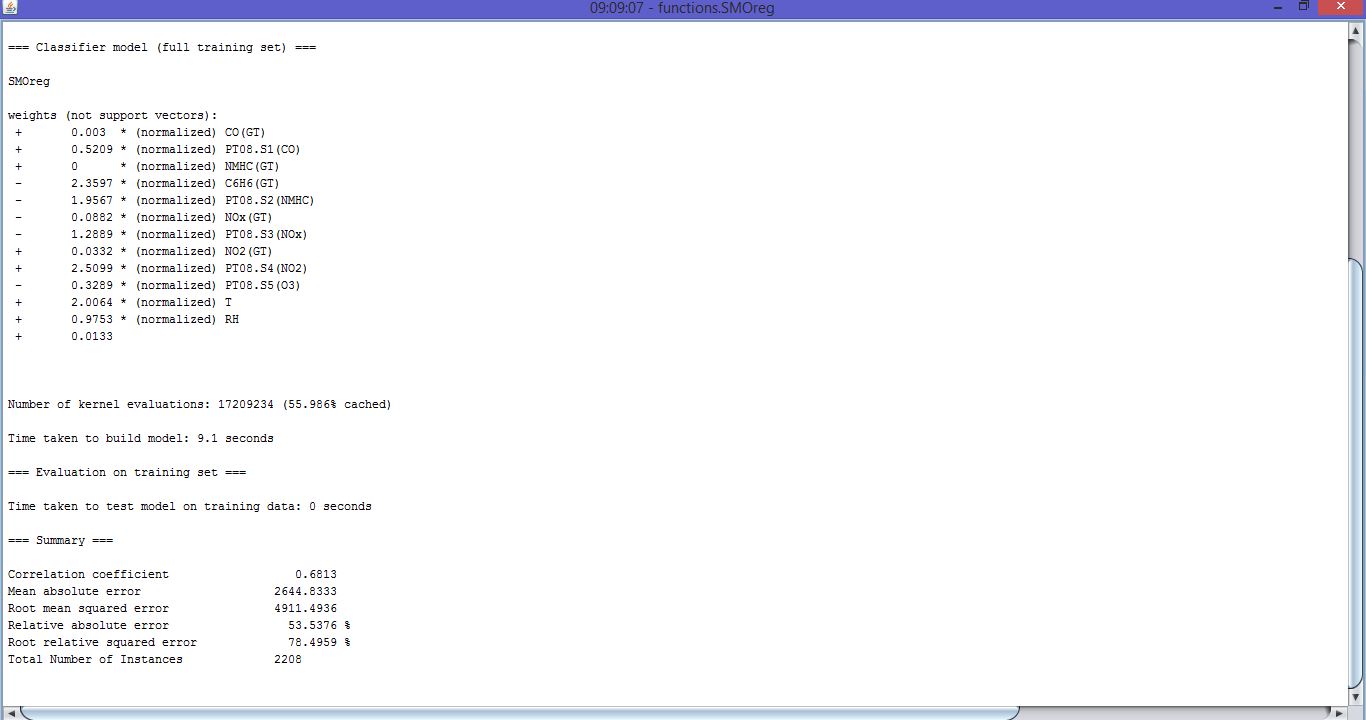 09:09:07 - functions.SMOreg
=== Classifier model (full training set) ===
SMOreg
weights (not support vectors):
+ 0.003 * (normalized) CO(GT)
+ 0.5209 * (normalized) PT08.S1(CO)
+ 0 * (normalized) NMHC(GT)
- 2.3597 * (normalized) C6H6(GT)
- 1.9567 * (normalized) PT08.S2(NMHC)
- 0.0882 * (normalized) NOx(GT)
- 1.2889 * (normalized) PT08.S3(NOx)
+ 0.0332 * (normalized) NO2(GT)
+ 2.5099 * (normalized) PT08.S4(NO2)
- 0.3289 * (normalized) PT08.S5(O3)
+ 2.0064 * (normalized) T
+ 0.9753 * (normalized) RH
+ 0.0133
Number of kernel evaluations: 17209234 (55.986% cached)
Time taken to build model: 9.1 seconds
=== Evaluation on training set ===
Time taken to test model on training data: 0 seconds
=== Summary ===
Correlation coefficient 0.6813
Mean absolute error 2644.8333
Root mean squared error 4911.4936
Relative absolute error 53.5376 %
Root relative squared error 78.4959 %
Total Number of Instances 2208